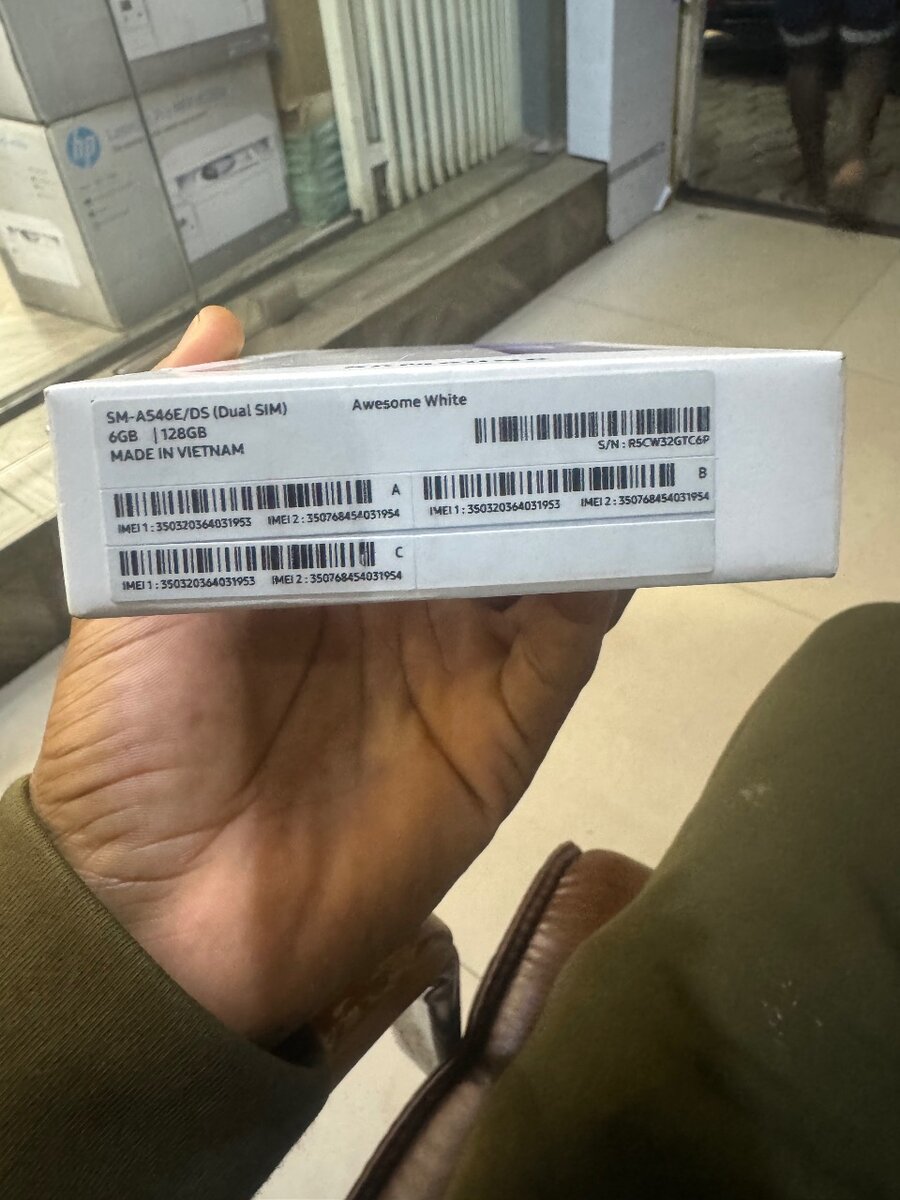 hp
SM-A546E/DS (Dual SIM)
Awesome White
6GB | 128GB
MADE IN VIETNAM
S/N : R5CW32GTC6P
A
IMEI 1 : 350320364031953 IMEI 2 : 350768454031954
B
IMEI 1 : 350320364031953 IMEI 2 : 350768454031954
C
IMEI 1 : 350320364031953 IMEI 2 : 350768454031954